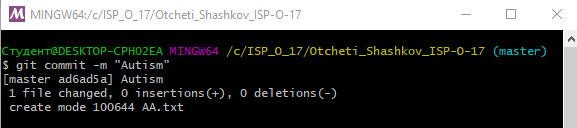 MINGW64:/c/ISP_O_17/Otcheti_Shashkov_ISP-O-17
Студент@DESKTOP-CPHO2EA MINGW64 /c/ISP_O_17/Otcheti_Shashkov_ISP-O-17 (master)
$ git commit -m "Autism"
[master ad6ad5a] Autism
 1 file changed, 0 insertions(+), 0 deletions(-)
 create mode 100644 AA.txt